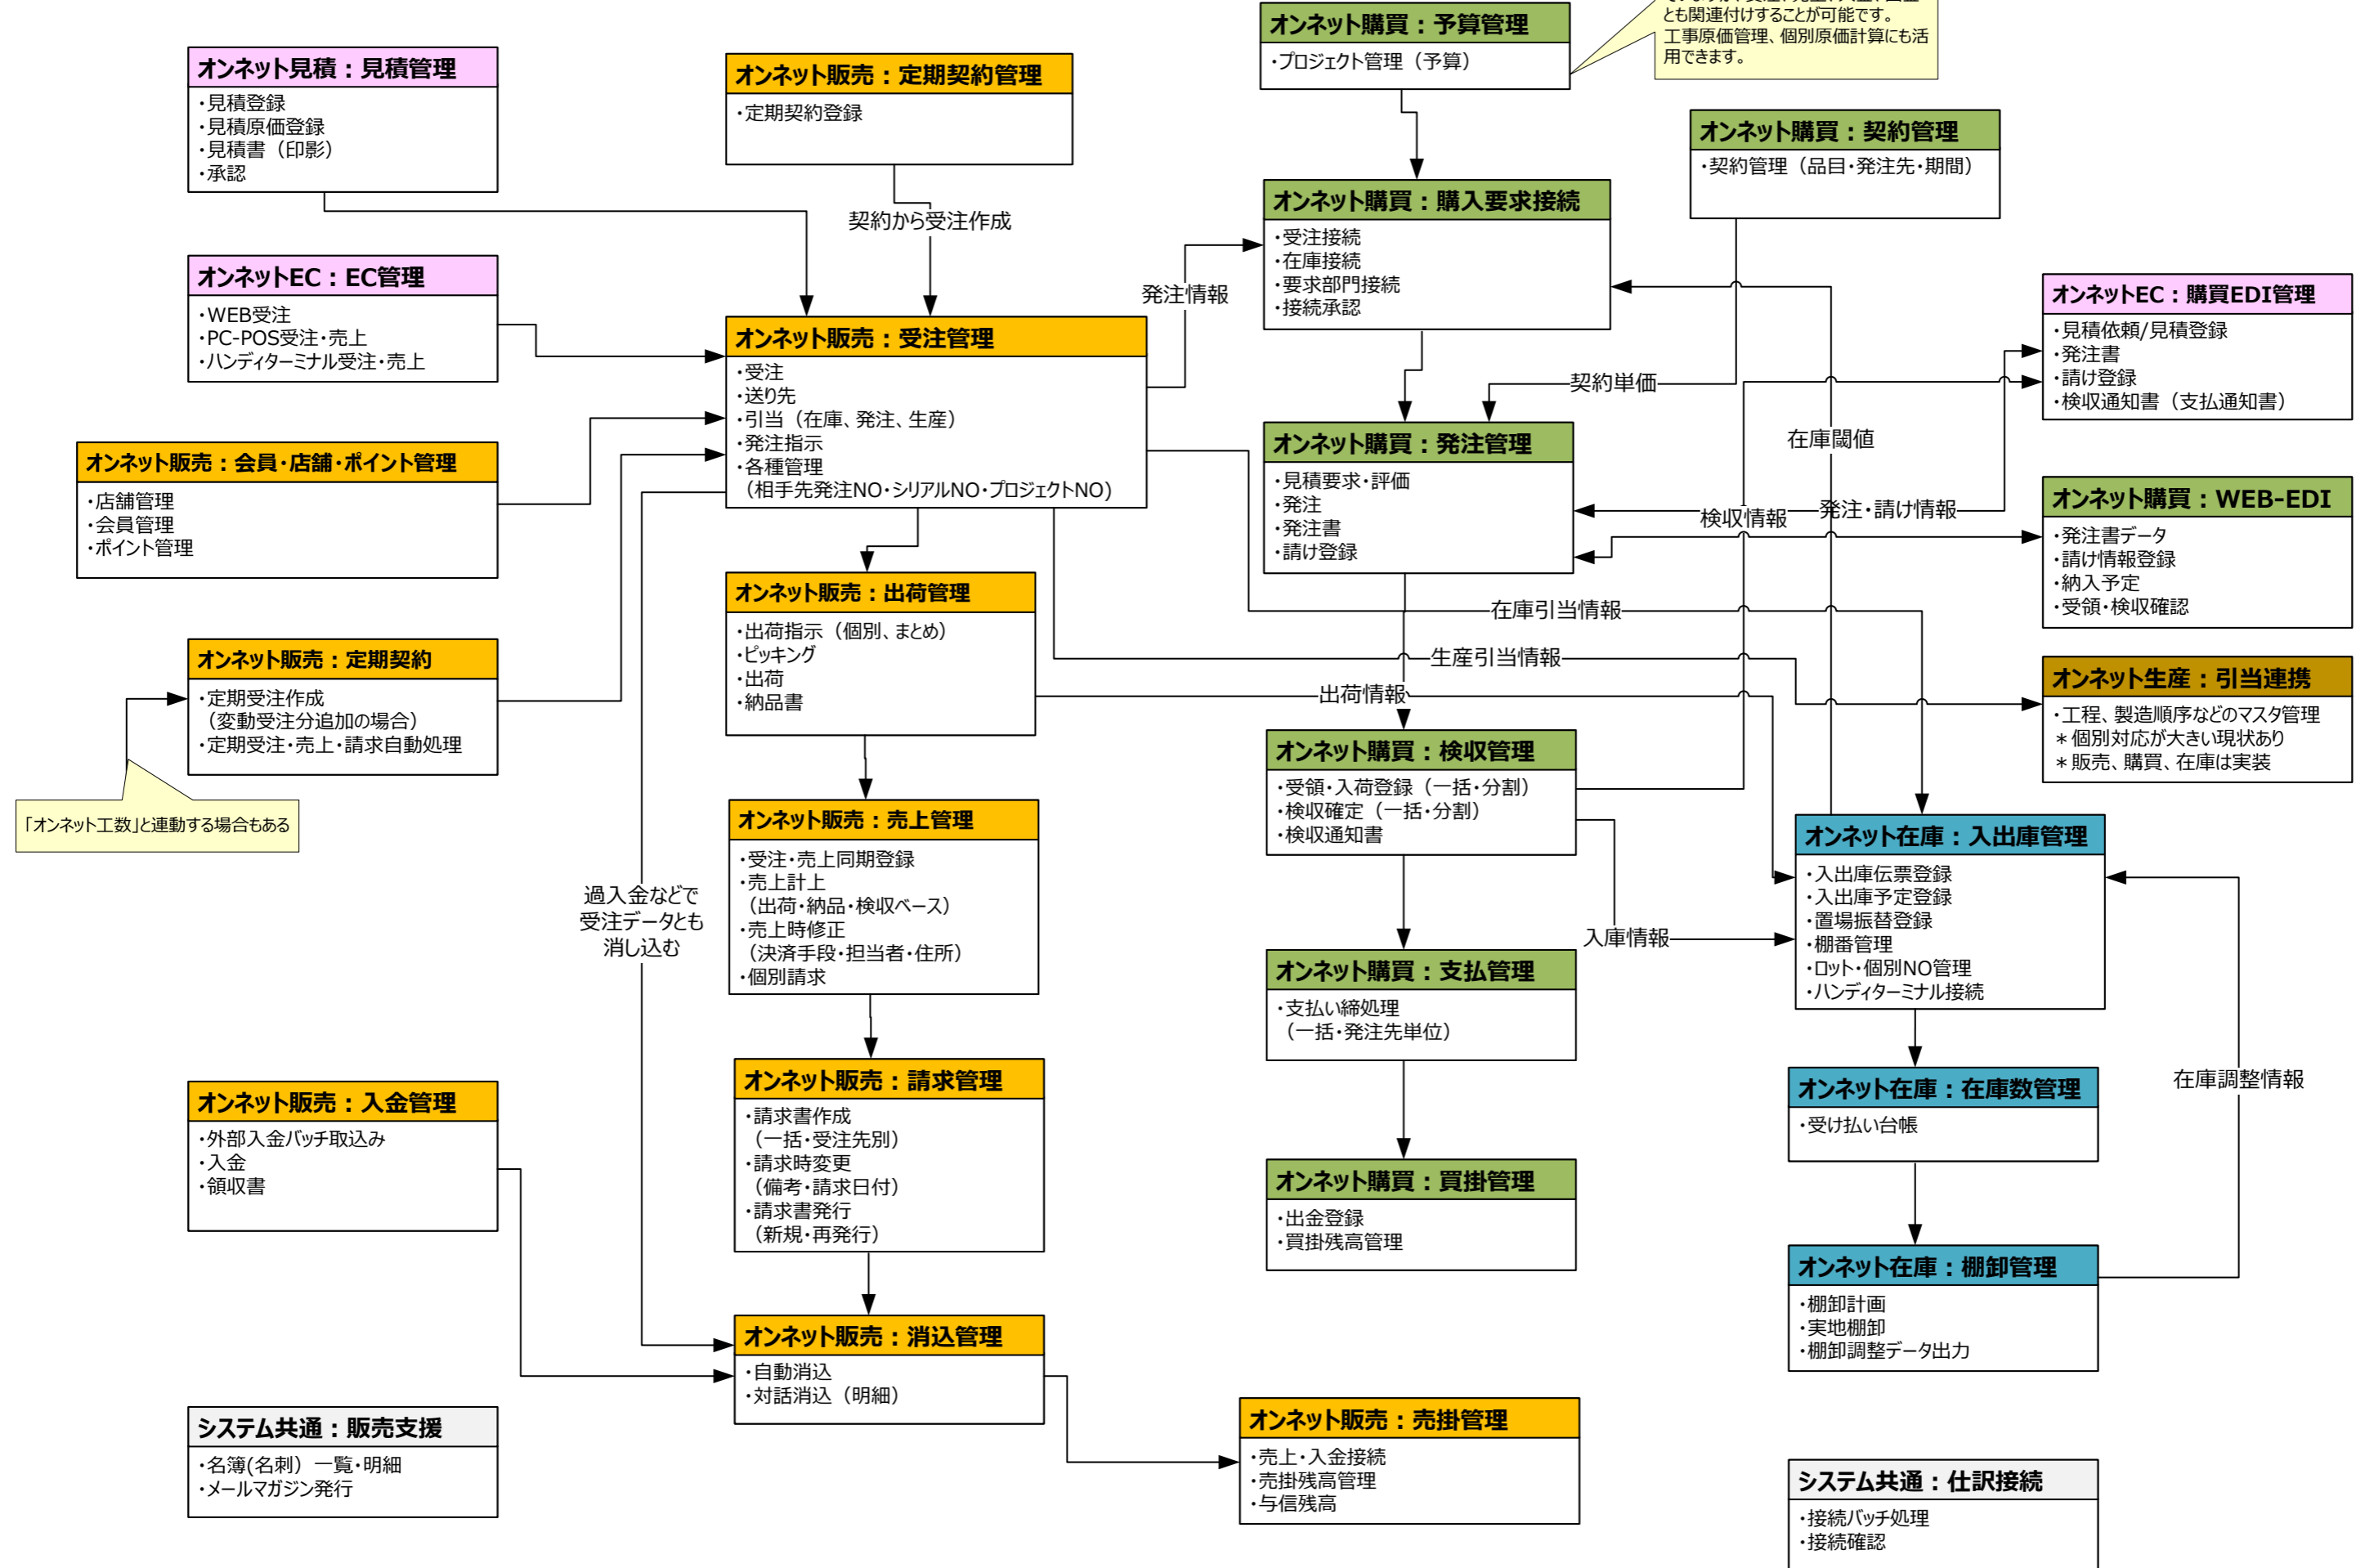 オンネット見積：見積管理
・見積登録
・見積原価登録
・見積書（印影）
・承認
オンネット販売：定期契約管理
・定期契約登録
契約から受注作成
オンネット購買：予算管理
・プロジェクト管理（予算）
とも関連付けすることが可能です。
工事原価管理、個別原価計算にも活
用できます。
オンネット購買：契約管理
・契約管理（品目・発注先・期間）
オンネット購買：購入要求接続
・受注接続
・在庫接続
・要求部門接続
・接続承認
オンネットEC：EC管理
・WEB受注
・PC-POS受注・売上
・ハンディターミナル受注・売上
発注情報
オンネットEC：購買EDI管理
・見積依頼/見積登録
・発注書
・請け登録
・検収通知書（支払通知書）
オンネット販売：受注管理
・受注
・送り先
・引当（在庫、発注、生産）
・発注指示
・各種管理
（相手先発注NO・シリアルNO・プロジェクトNO）
契約単価
在庫閾値
オンネット販売：会員・店舗・ポイント管理
・店舗管理
・会員管理
・ポイント管理
オンネット購買：発注管理
・見積要求・評価
・発注
・発注書
・請け登録
検収情報
発注・請け情報
オンネット購買：WEB-EDI
・発注書データ
・請け情報登録
・納入予定
・受領・検収確認
オンネット販売：出荷管理
・出荷指示（個別、まとめ）
・ピッキング
・出荷
・納品書
在庫引当情報
生産引当情報
出荷情報
オンネット販売：定期契約
・定期受注作成
（変動受注分追加の場合）
・定期受注・売上・請求自動処理
オンネット生産：引当連携
・工程、製造順序などのマスタ管理
＊個別対応が大きい現状あり
＊販売、購買、在庫は実装
「オンネット工数」と連動する場合もある
オンネット購買：検収管理
・受領・入荷登録（一括・分割）
・検収確定（一括・分割）
・検収通知書
オンネット販売：売上管理
・受注・売上同期登録
・売上計上
（出荷・納品・検収ベース）
・売上時修正
（決済手段・担当者・住所）
・個別請求
過入金などで
受注データとも
消し込む
オンネット在庫：入出庫管理
・入出庫伝票登録
・入出庫予定登録
・置場振替登録
・棚番管理
・ロット・個別NO管理
・ハンディターミナル接続
入庫情報
オンネット購買：支払管理
・支払い締処理
（一括・発注先単位）
オンネット販売：入金管理
・外部入金バッチ取込み
・入金
・領収書
オンネット販売：請求管理
・請求書作成
（一括・受注先別）
・請求時変更
（備考・請求日付）
・請求書発行
（新規・再発行）
オンネット在庫：在庫数管理
・受け払い台帳
在庫調整情報
オンネット購買：買掛管理
・出金登録
・買掛残高管理
オンネット在庫：棚卸管理
・棚卸計画
・実地棚卸
・棚卸調整データ出力
オンネット販売：消込管理
・自動消込
・対話消込（明細）
システム共通：販売支援
・名簿(名刺）一覧・明細
・メールマガジン発行
オンネット販売：売掛管理
・売上・入金接続
・売掛残高管理
・与信残高
システム共通：仕訳接続
・接続バッチ処理
・接続確認